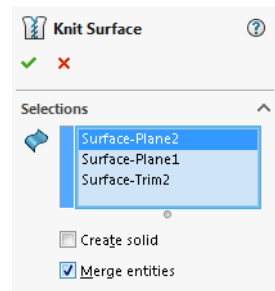 Knit Surface
Selections
Surface-Plane2
Surface-Plane1
Surface-Trim2
Create solid
Merge entities